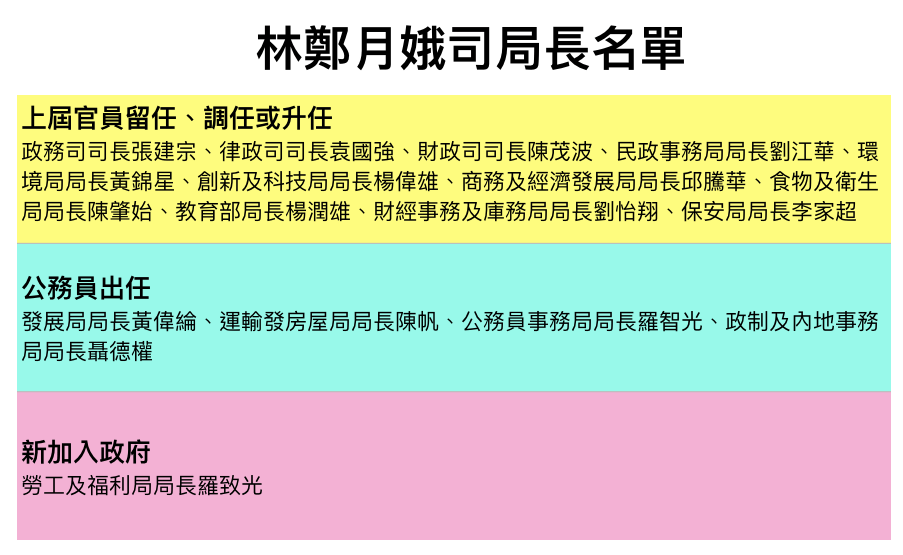 林鄭月娥司局長名單
上屆官員留任、調任或升任
政務司司長張建宗、律政司司長袁國強、財政司司長陳茂波、民政事務局局長劉江華、環
境局局長黃錦星、創新及科技局局長楊偉雄、商務及經濟發展局局長邱騰華、食物及衛生
局局長陳肇始、教育部局長楊潤雄、財經事務及庫務局局長劉怡翔、保安局局長李家超
公務員出任
發展局局長黃偉綸、運輸發房屋局局長陳帆、公務員事務局局長羅智光、政制及內地事務
局局長聶德權
新加入政府
勞工及福利局局長羅致光